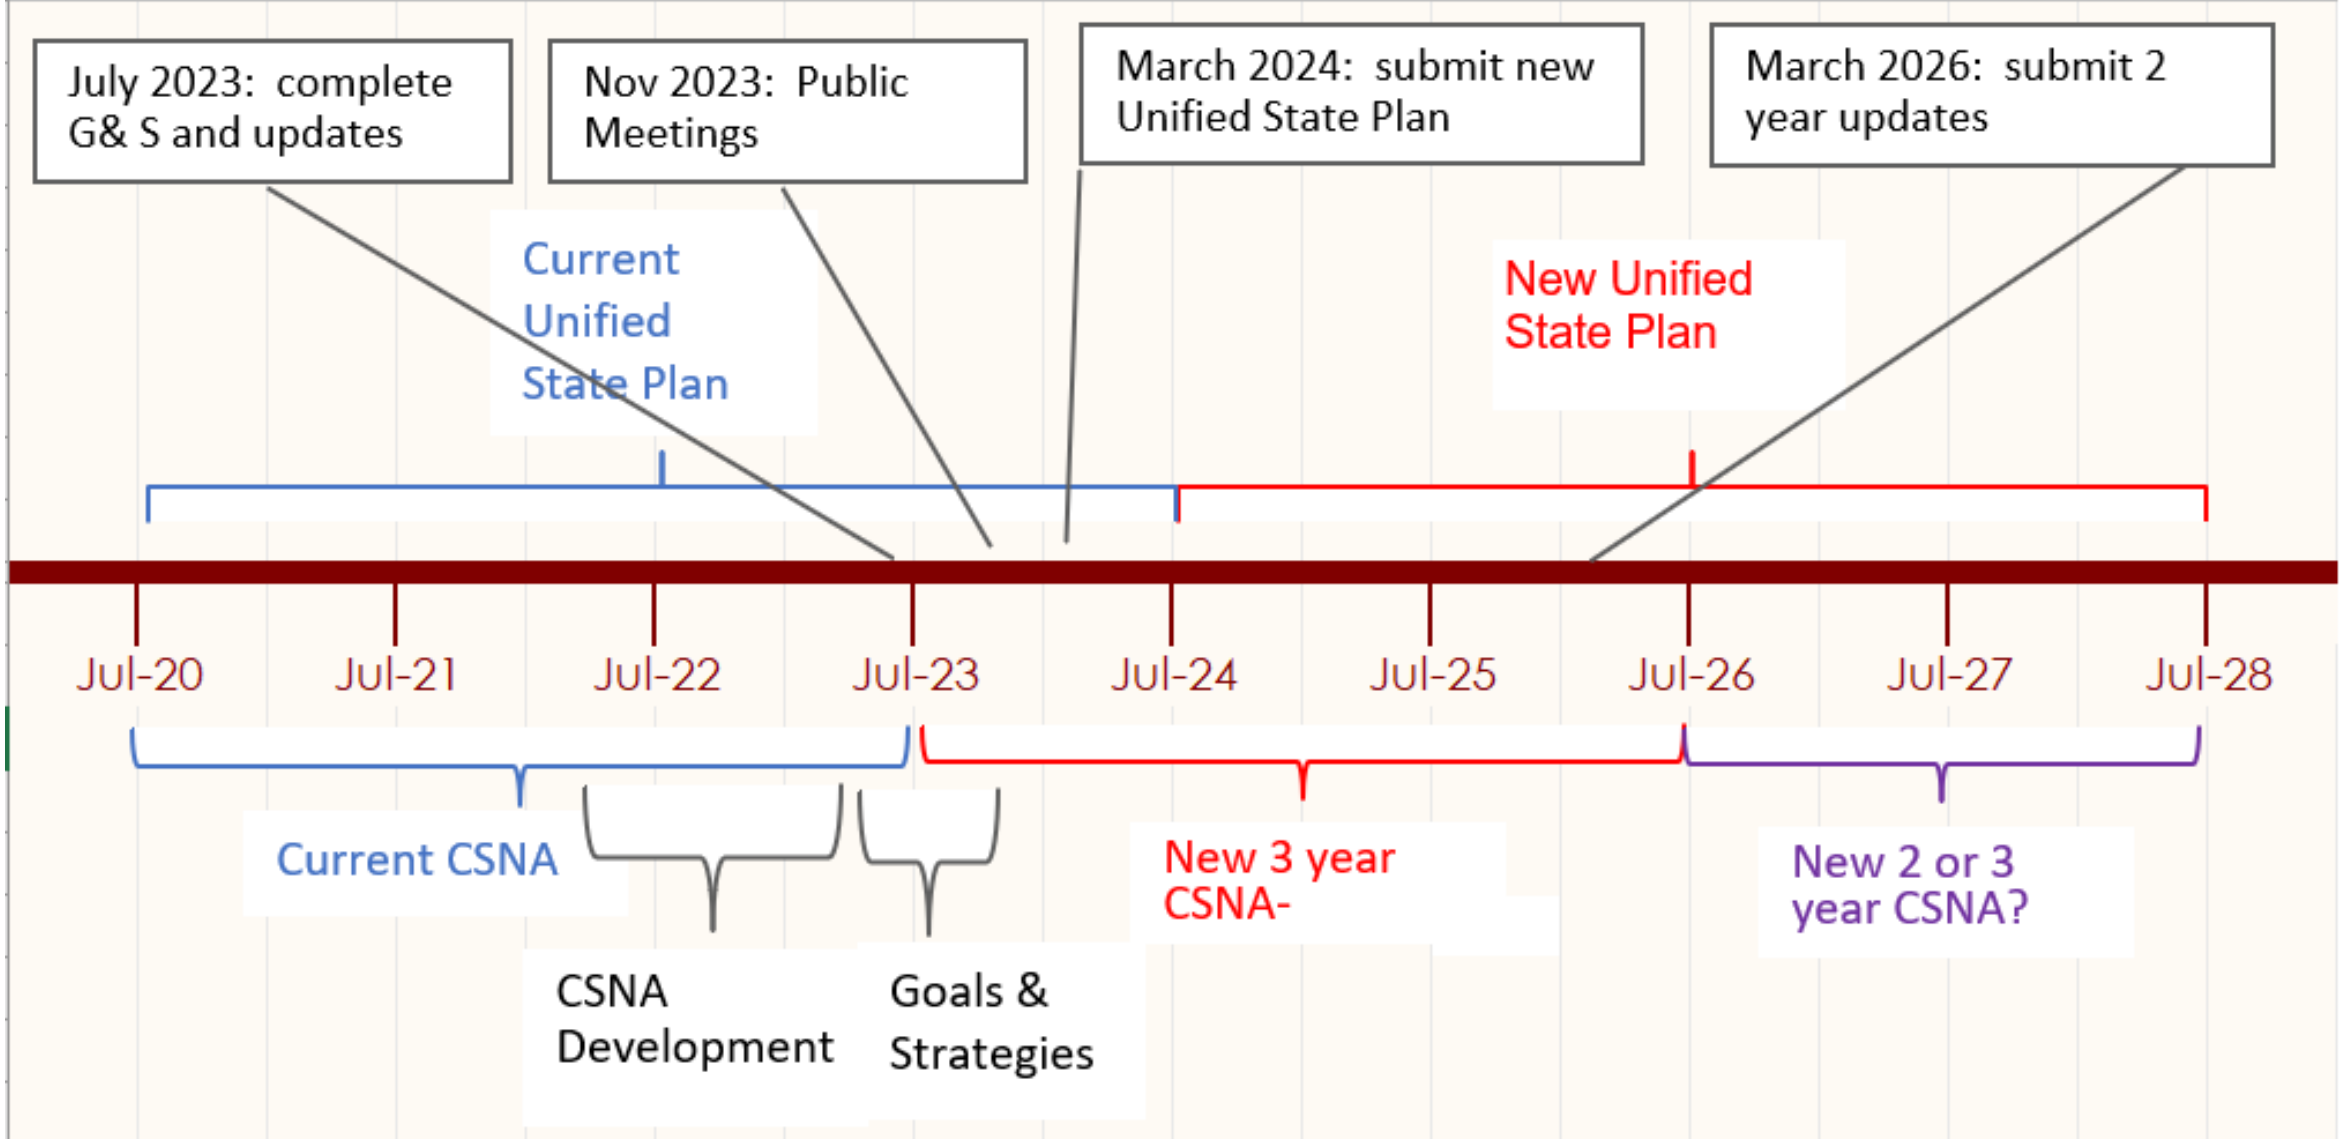 July 2023:  complete
G& S and updates
Nov 2023:  Public
Meetings
March 2024:  submit new
Unified State Plan
March 2026:  submit 2
year updates
Current
Unified
State Plan
New Unified
State Plan
Jul-20
Jul-21
Jul-22
Jul-23
Jul-24
Jul-25
Jul-26
Jul-27
Jul-28
Current CSNA
New 3 year
CSNA-
New 2 or 3
year CSNA?
CSNA
Development
Goals &
Strategies